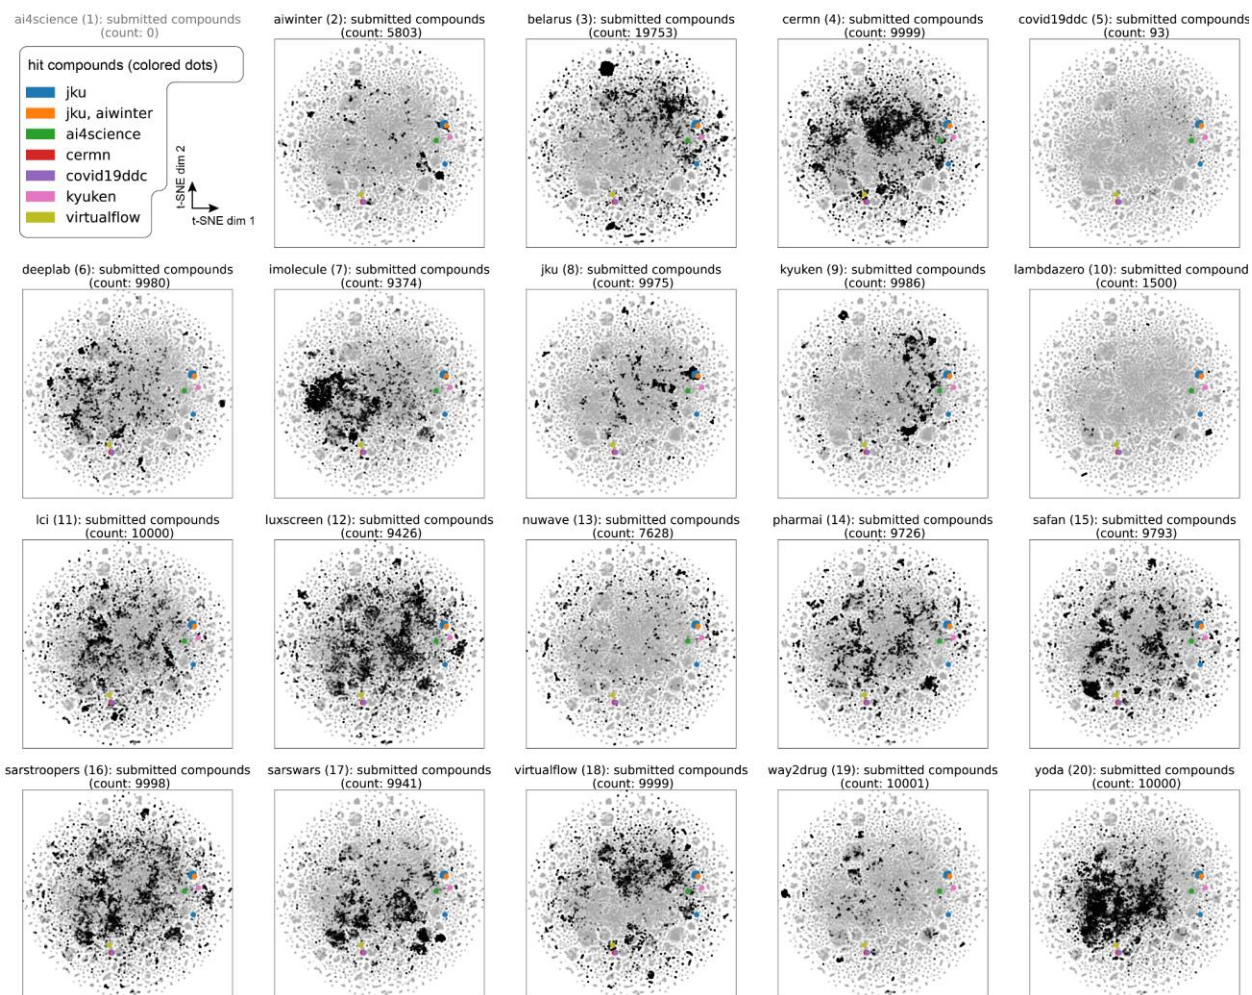 ai4science (1): submitted compounds
(count: 0)
aiwinter (2): submitted compounds
(count: 5803)
belarus (3): submitted compounds
(count: 19753)
cermn (4): submitted compounds
(count: 9999)
covid19ddc (5): submitted compounds
(count: 93)
hit compounds (colored dots)
jku
jku, aiwinter
ai4science
cermn
covid19ddc
kyuken
virtualflow
t-SNE dim 2
t-SNE dim 1
deeplab (6): submitted compounds
(count: 9980)
imolecule (7): submitted compounds
(count: 9374)
jku (8): submitted compounds
(count: 9975)
kyuken (9): submitted compounds
(count: 9986)
lambdazero (10): submitted compound
(count: 1500)
lci (11): submitted compounds
(count: 10000)
luxscreen (12): submitted compounds
(count: 9426)
nuwave (13): submitted compounds
(count: 7628)
pharmai (14): submitted compounds
(count: 9726)
safan (15): submitted compounds
(count: 9793)
sarstroopers (16): submitted compounds
(count: 9998)
sarswars (17): submitted compounds
(count: 9941)
virtualflow (18): submitted compounds
(count: 9999)
way2drug (19): submitted compounds
(count: 10001)
yoda (20): submitted compounds
(count: 10000)